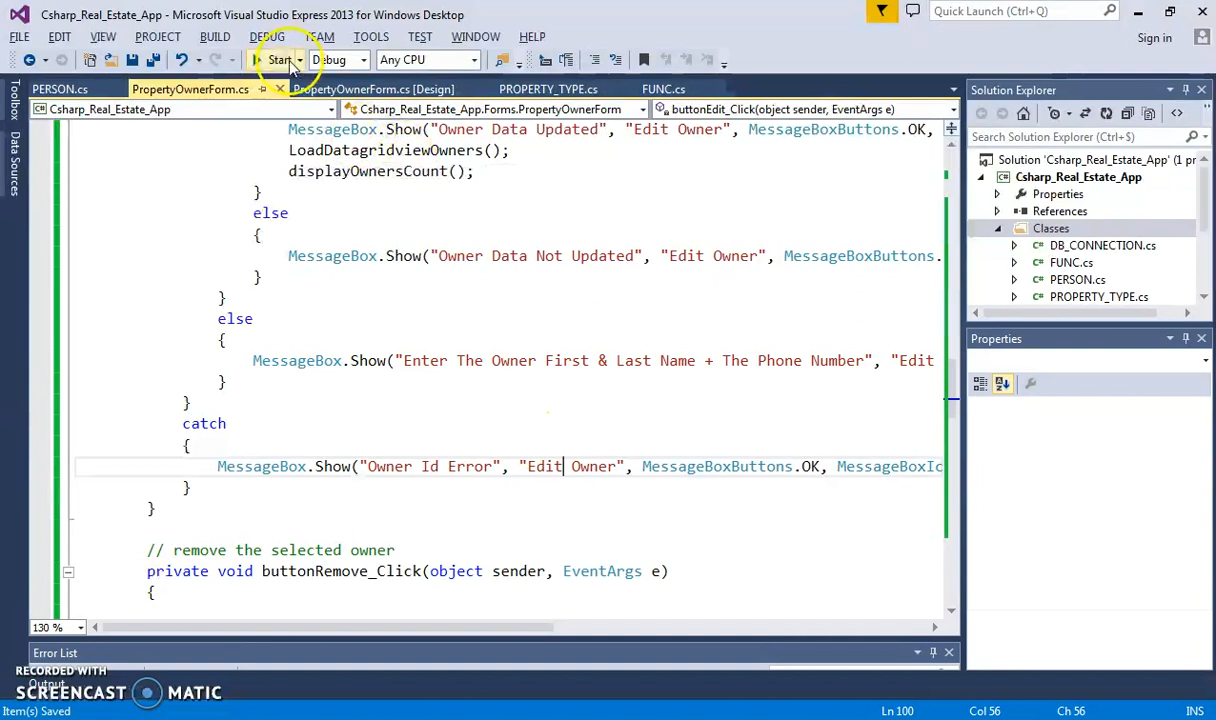 Csharp_Real_Estate_App - Microsoft Visual Studio Express 2013 for Windows Desktop
Quick Launch (Ctrl+Q)
FILE EDIT VIEW PROJECT BUILD DEBUG TEAM TOOLS TEST WINDOW HELP
Sign in
Start Debug Any CPU
PERSON.cs PropertyOwnerForm.cs PropertyOwnerForm.cs [Design] PROPERTY_TYPE.cs FUNC.cs
Csharp_Real_Estate_App Csharp_Real_Estate_App.Forms.PropertyOwnerForm buttonEdit_Click(object sender, EventArgs e)
Toolbox
Data Sources
MessageBox.Show("Owner Data Updated", "Edit Owner", MessageBoxButtons.OK,
LoadDatagridviewOwners();
displayOwnersCount();
}
else
{
MessageBox.Show("Owner Data Not Updated", "Edit Owner", MessageBoxButtons.
}
}
else
{
MessageBox.Show("Enter The Owner First & Last Name + The Phone Number", "Edit
}
}
catch
{
MessageBox.Show("Owner Id Error", "Edit Owner", MessageBoxButtons.OK, MessageBoxIc
}
}
// remove the selected owner
private void buttonRemove_Click(object sender, EventArgs e)
{
130 %
Solution Explorer
Search Solution Explorer (Ctrl+$)
Solution 'Csharp_Real_Estate_App' (1 pr
Csharp_Real_Estate_App
Properties
References
Classes
DB_CONNECTION.cs
FUNC.cs
PERSON.cs
PROPERTY_TYPE.cs
Properties
Error List
Output
RECORDED WITH
SCREENCAST MATIC
Item(s) Saved
Ln 100 Col 56 Ch 56 INS